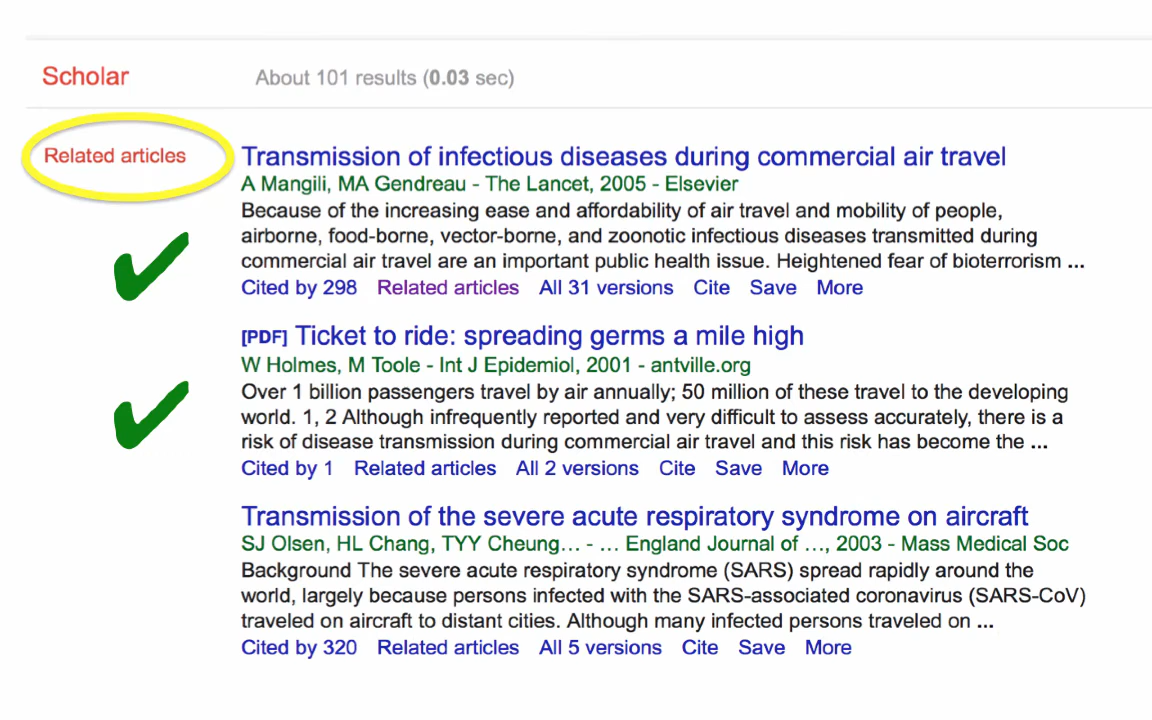 Scholar
About 101 results (0.03 sec)
Related articles
Transmission of infectious diseases during commercial air travel
A Mangili, MA Gendreau - The Lancet, 2005 - Elsevier
Because of the increasing ease and affordability of air travel and mobility of people,
airborne, food-borne, vector-borne, and zoonotic infectious diseases transmitted during
commercial air travel are an important public health issue. Heightened fear of bioterrorism ...
Cited by 298 Related articles All 31 versions Cite Save More
[PDF] Ticket to ride: spreading germs a mile high
W Holmes, M Toole - Int J Epidemiol, 2001 - antville.org
Over 1 billion passengers travel by air annually; 50 million of these travel to the developing
world. 1, 2 Although infrequently reported and very difficult to assess accurately, there is a
risk of disease transmission during commercial air travel and this risk has become the ...
Cited by 1 Related articles All 2 versions Cite Save More
Transmission of the severe acute respiratory syndrome on aircraft
SJ Olsen, HL Chang, TYY Cheung... - ... England Journal of ..., 2003 - Mass Medical Soc
Background The severe acute respiratory syndrome (SARS) spread rapidly around the
world, largely because persons infected with the SARS-associated coronavirus (SARS-CoV)
traveled on aircraft to distant cities. Although many infected persons traveled on ...
Cited by 320 Related articles All 5 versions Cite Save More